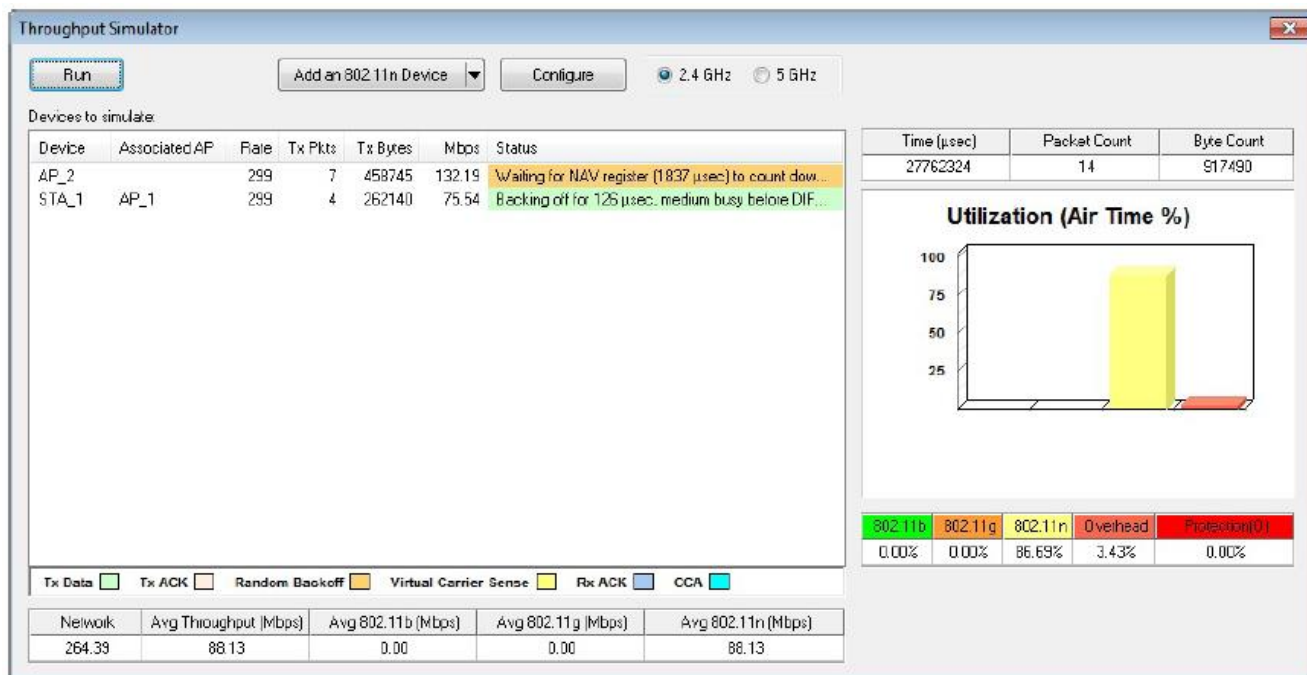 Throughput Simulator
Run
Add an 802.11n Device
Configure
2.4 GHz
5 GHz
Devices to simulate:
Device Associated AP Rate Tx Pkts Tx Bytes Mbps Status
AP_2 299 7 458745 132.19 Waiting for NAV register (1837 µsec) to count dow...
STA_1 AP_1 299 4 262140 75.54 Backing off for 126 µsec. medium busy before DIF...
Time (µsec) Packet Count Byte Count
27762324 14 917490
Utilization (Air Time %)
100
75
50
25
802.11b 802.11g 802.11n Overhead Protection(0)
0.00% 0.00% 86.69% 3.43% 0.00%
Tx Data Tx ACK Random Backoff Virtual Carrier Sense Rx ACK CCA
Network Avg Throughput (Mbps) Avg 802.11b (Mbps) Avg 802.11g (Mbps) Avg 802.11n (Mbps)
264.39 88.13 0.00 0.00 88.13